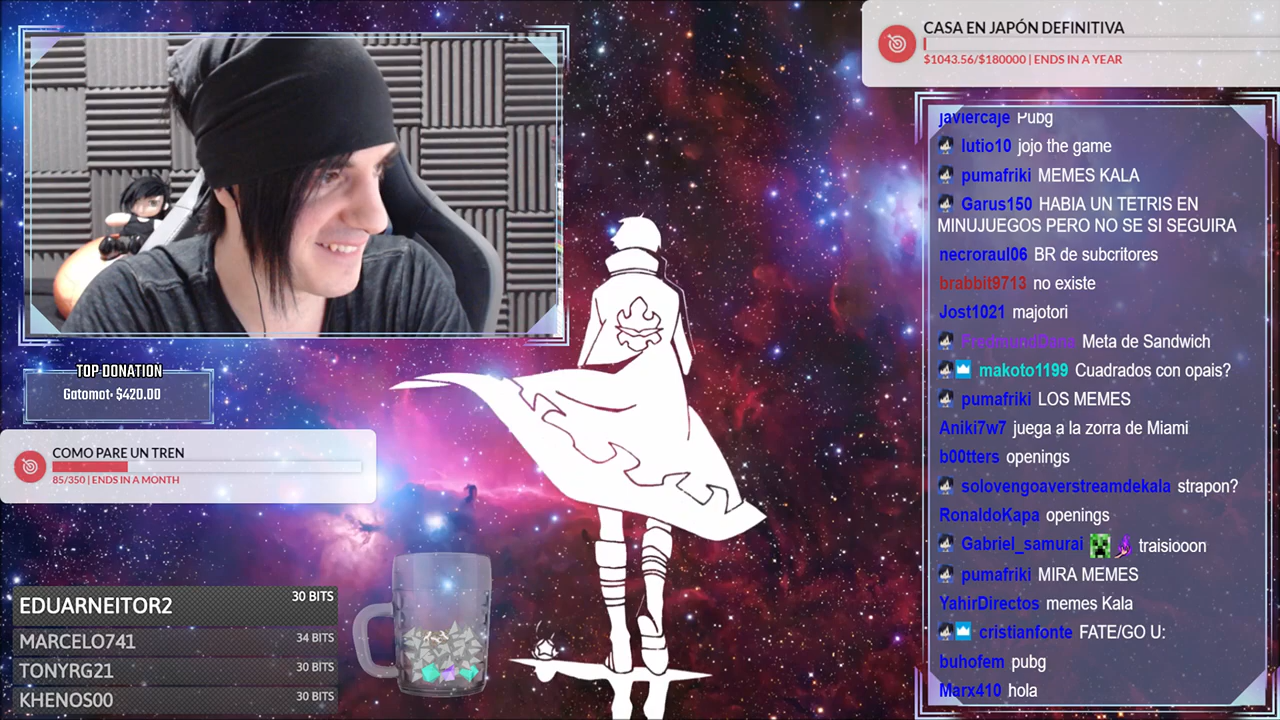 CASA EN JAPÓN DEFINITIVA
$1043.56/$180000 | ENDS IN A YEAR
javiercaje Pubg
lutio10 jojo the game
pumafriki MEMES KALA
Garus150 HABIA UN TETRIS EN
MINUJUEGOS PERO NO SE SI SEGUIRA
necroraul06 BR de subcritores
brabbit9713 no existe
Jost1021 majotori
Meta de Sandwich
makoto1199 Cuadrados con opais?
pumafriki LOS MEMES
Aniki7w7 juega a la zorra de Miami
b00tters openings
solovengoaverstreamdekala strapon?
RonaldoKapa openings
Gabriel_samurai traisiooon
pumafriki MIRA MEMES
YahirDirectos memes Kala
cristianfonte FATE/GO U:
buhofem pubg
Marx410 hola
TOP DONATION
Gatomat: $420.00
COMO PARE UN TREN
85/350 | ENDS IN A MONTH
EDUARNEITOR2 30 BITS
MARCELO741 34 BITS
TONYRG21 30 BITS
KHENOS00 30 BITS